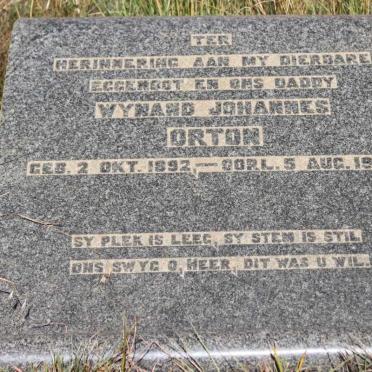 TER
HERINNERING AAN MY DIERBARE
EGGENOOT EN ONS DADDY
WYNAND JOHANNES
ORTON
GEB. 2 OKT. 1892,—OORL. 5 AUG. 19
SY PLEK IS LEEG, SY STEM IS STIL
ONS SWYG O, HEER, DIT WAS U WIL.